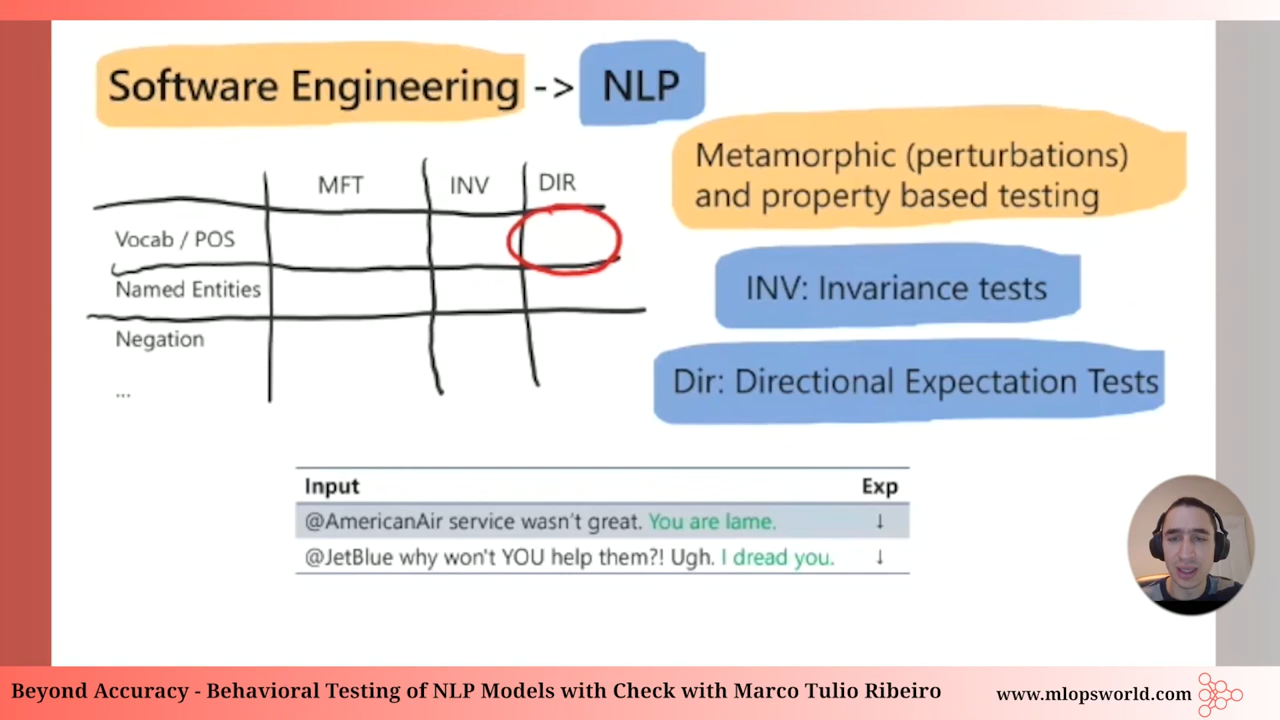 Software Engineering -> NLP
MFT INV DIR
Vocab / POS
Named Entities
Negation
...
Metamorphic (perturbations)
and property based testing
INV: Invariance tests
Dir: Directional Expectation Tests
Input Exp
@AmericanAir service wasn't great. You are lame. ↓
@JetBlue why won't YOU help them?! Ugh. I dread you. ↓
Beyond Accuracy - Behavioral Testing of NLP Models with Check with Marco Tulio Ribeiro
www.mlopsworld.com